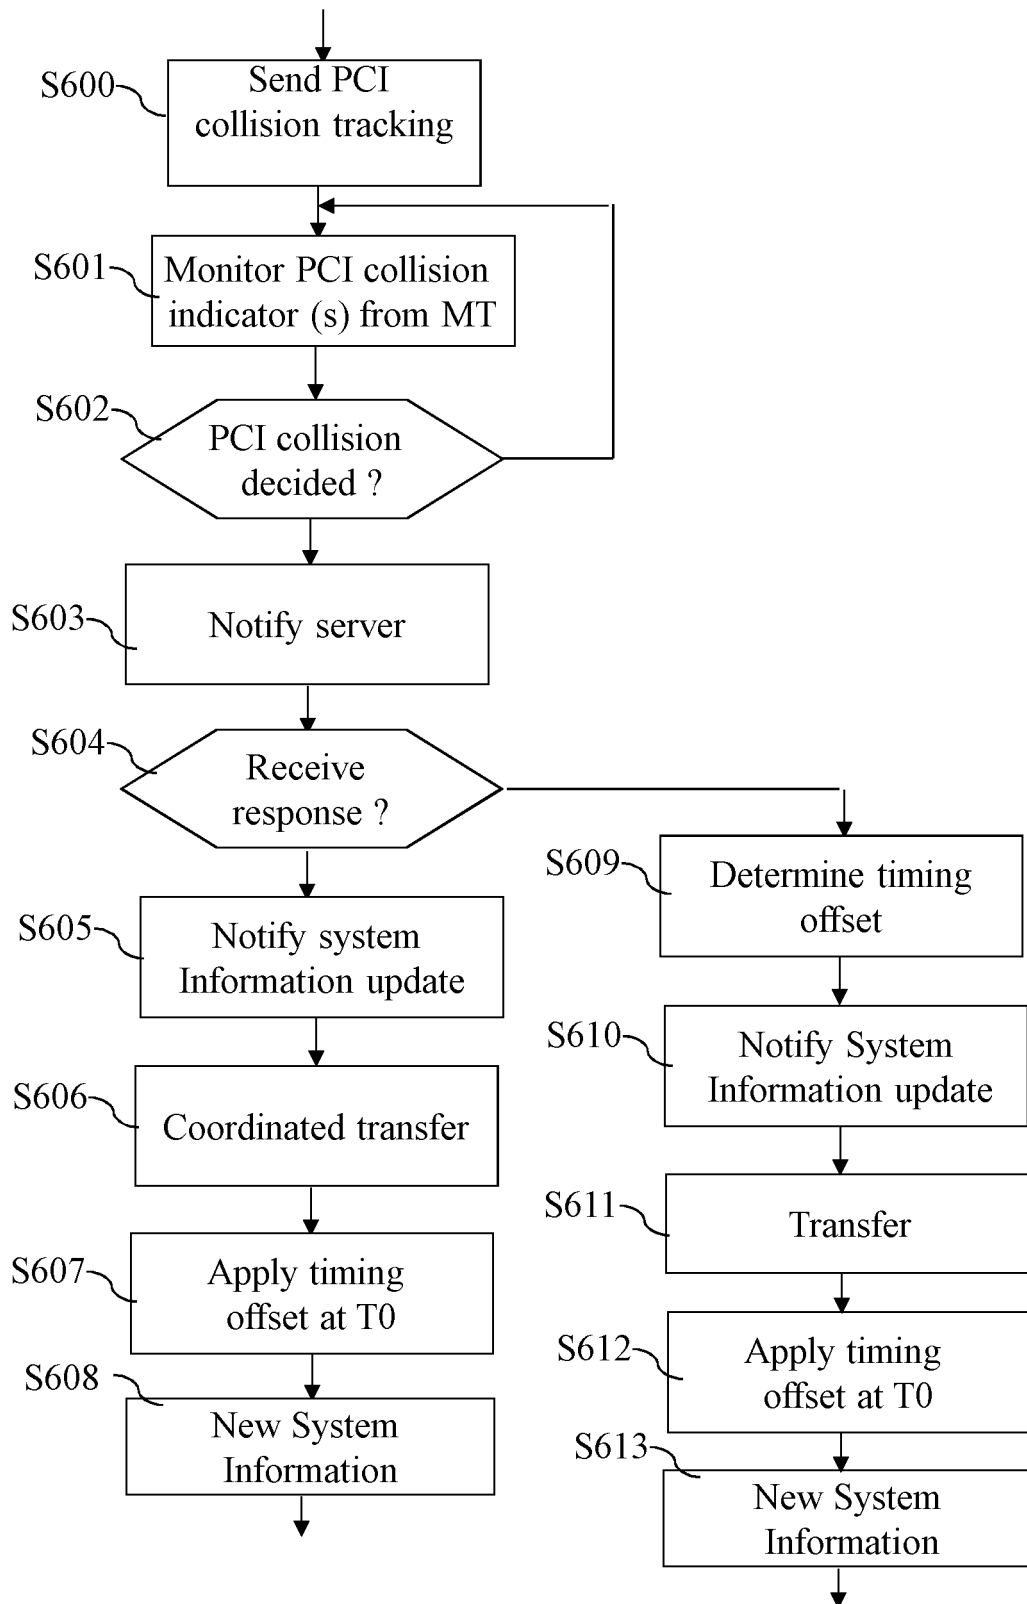 S600
Send PCI
collision tracking
S601
Monitor PCI collision
indicator (s) from MT
S602
PCI collision
decided ?
S603
Notify server
S604
Receive
response ?
S605
Notify system
Information update
S606
Coordinated transfer
S607
Apply timing
offset at T0
S608
New System
Information
S609
Determine timing
offset
S610
Notify System
Information update
S611
Transfer
S612
Apply timing
offset at T0
S613
New System
Information